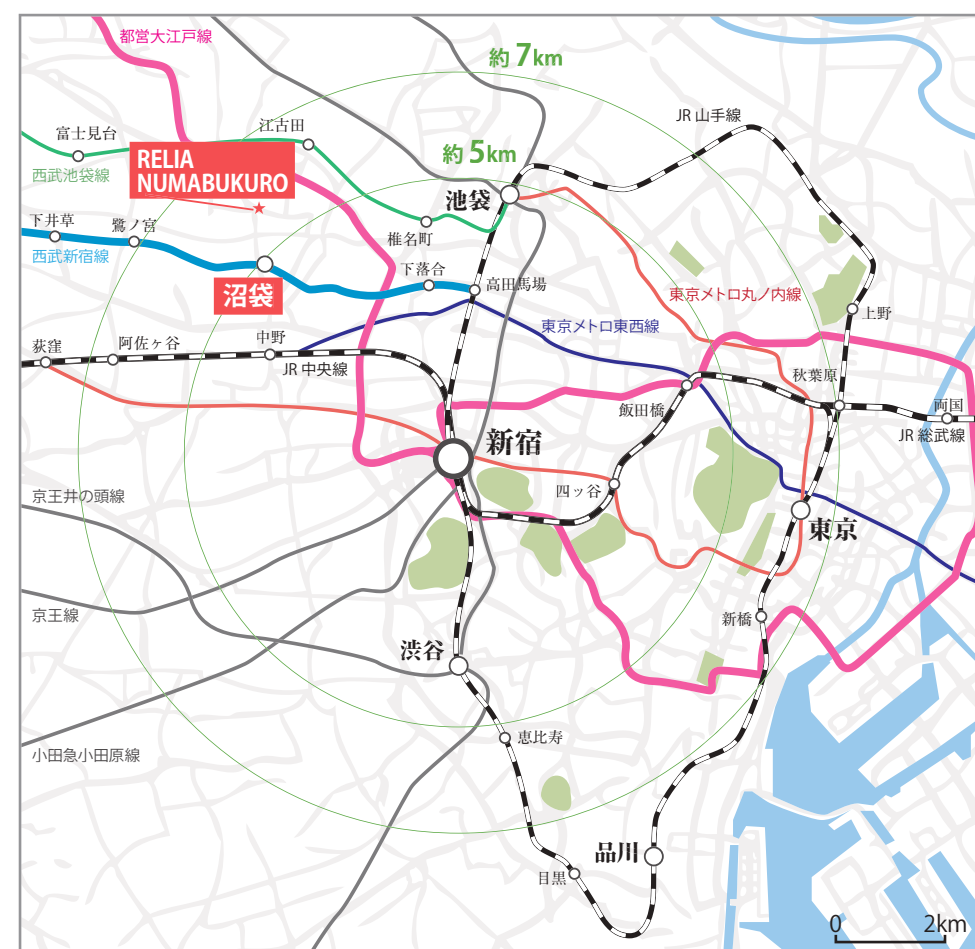 都営大江戸線
約7km
JR 山手線
江古田
富士見台
約5km
RELIA
NUMABUKURO
西武池袋線
池袋
下井草
鷺ノ宮
椎名町
西武新宿線
下落合
高田馬場
沼袋
東京メトロ丸ノ内線
上野
東京メトロ東西線
荻窪
阿佐ヶ谷
中野
JR 中央線
秋葉原
飯田橋
両国
JR 総武線
新宿
四ッ谷
京王井の頭線
東京
京王線
新橋
渋谷
恵比寿
小田急小田原線
品川
目黒
0 2km